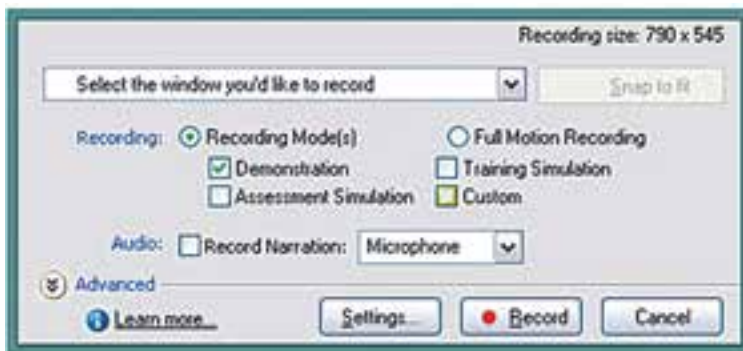 Recording size: 790 x 545
Select the window you'd like to record Snap to fit
Recording: Recording Mode(s) Full Motion Recording
Demonstration Training Simulation
Assessment Simulation Custom
Audio: Record Narration: Microphone
Advanced
Learn more... Settings... Record Cancel